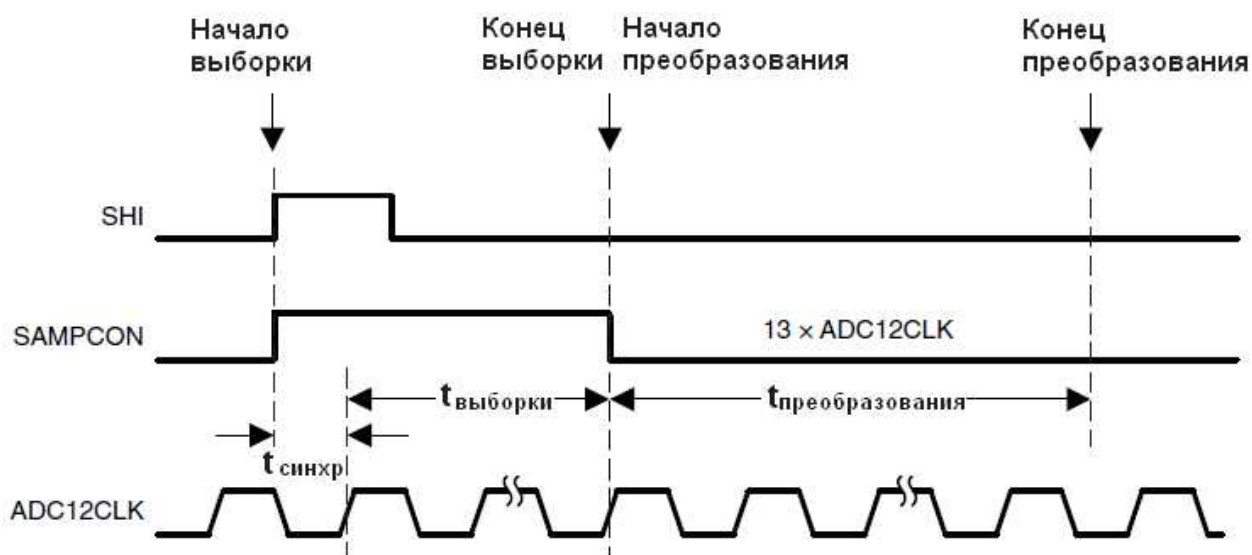 Начало
выборки
Конец
выборки
Начало
преобразования
Конец
преобразования
SHI
SAMPCON
13 × ADC12CLK
tвыборки
tпреобразования
tсинхр
ADC12CLK